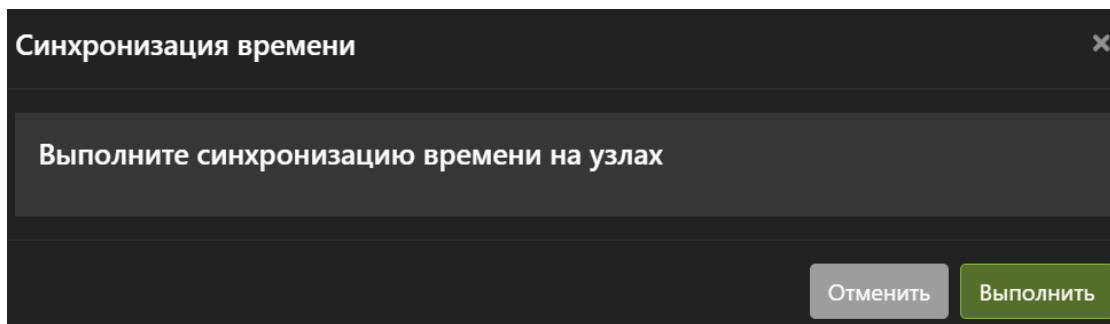 Синхронизация времени
Выполните синхронизацию времени на узлах
Отменить Выполнить